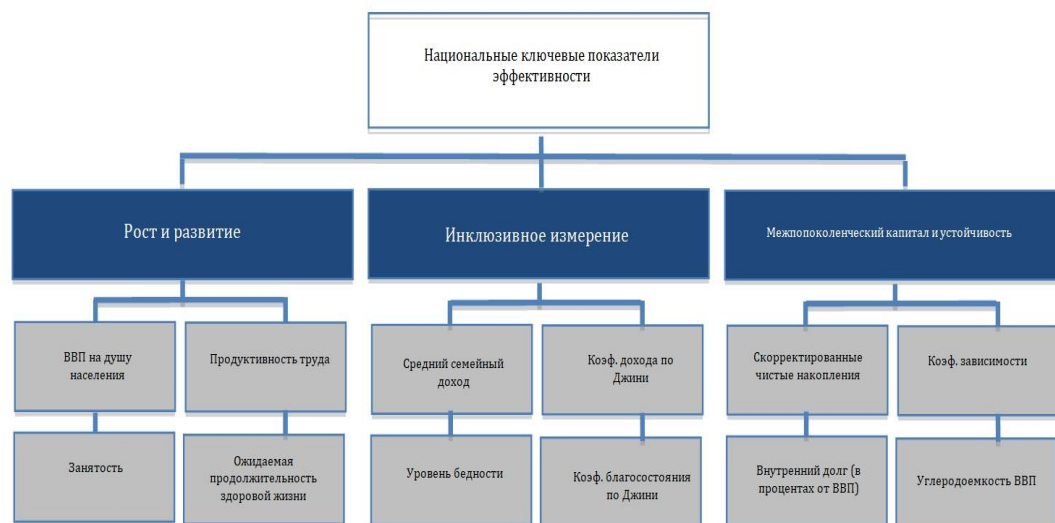 Национальные ключевые показатели
эффективности
Рост и развитие
Инклюзивное измерение
Межпопоколенческий капитал и устойчивость
ВВП на душу
населения
Продуктивность труда
Средний семейный
доход
Коэф. дохода по
Джини
Скорректированные
чистые накопления
Коэф. зависимости
Занятость
Ожидаемая
продолжительность
здоровой жизни
Уровень бедности
Коэф. благосостояния
по Джини
Внутренний долг (в
процентах от ВВП)
Углеродоемкость ВВП